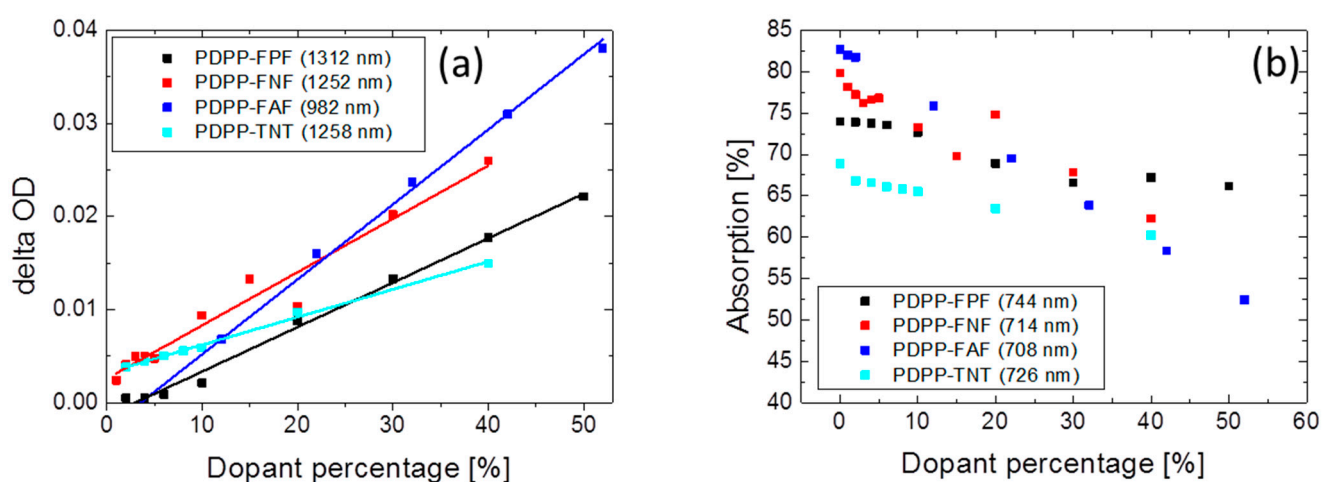 0.04
0.03
0.02
0.01
0.00
delta OD
PDPP-FPF (1312 nm)
PDPP-FNF (1252 nm)
PDPP-FAF (982 nm)
PDPP-TNT (1258 nm)
(a)
0 10 20 30 40 50
Dopant percentage [%]
85
80
75
70
65
60
55
50
45
40
Absorption [%]
(b)
PDPP-FPF (744 nm)
PDPP-FNF (714 nm)
PDPP-FAF (708 nm)
PDPP-TNT (726 nm)
0 10 20 30 40 50 60
Dopant percentage [%]